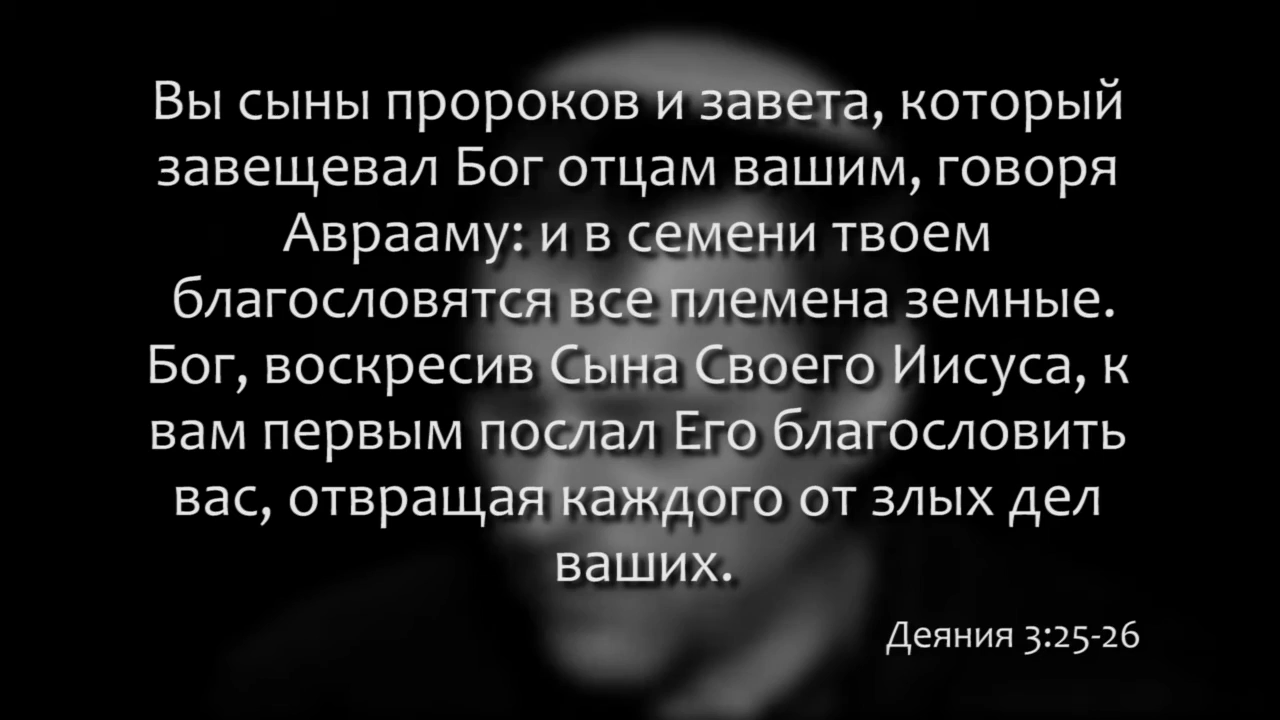 Вы сыны пророков и завета, который
завещевал Бог отцам вашим, говоря
Аврааму: и в семени твоем
благословятся все племена земные.
Бог, воскресив Сына Своего Иисуса, к
вам первым послал Его благословить
вас, отвращая каждого от злых дел
ваших.
Деяния 3:25-26